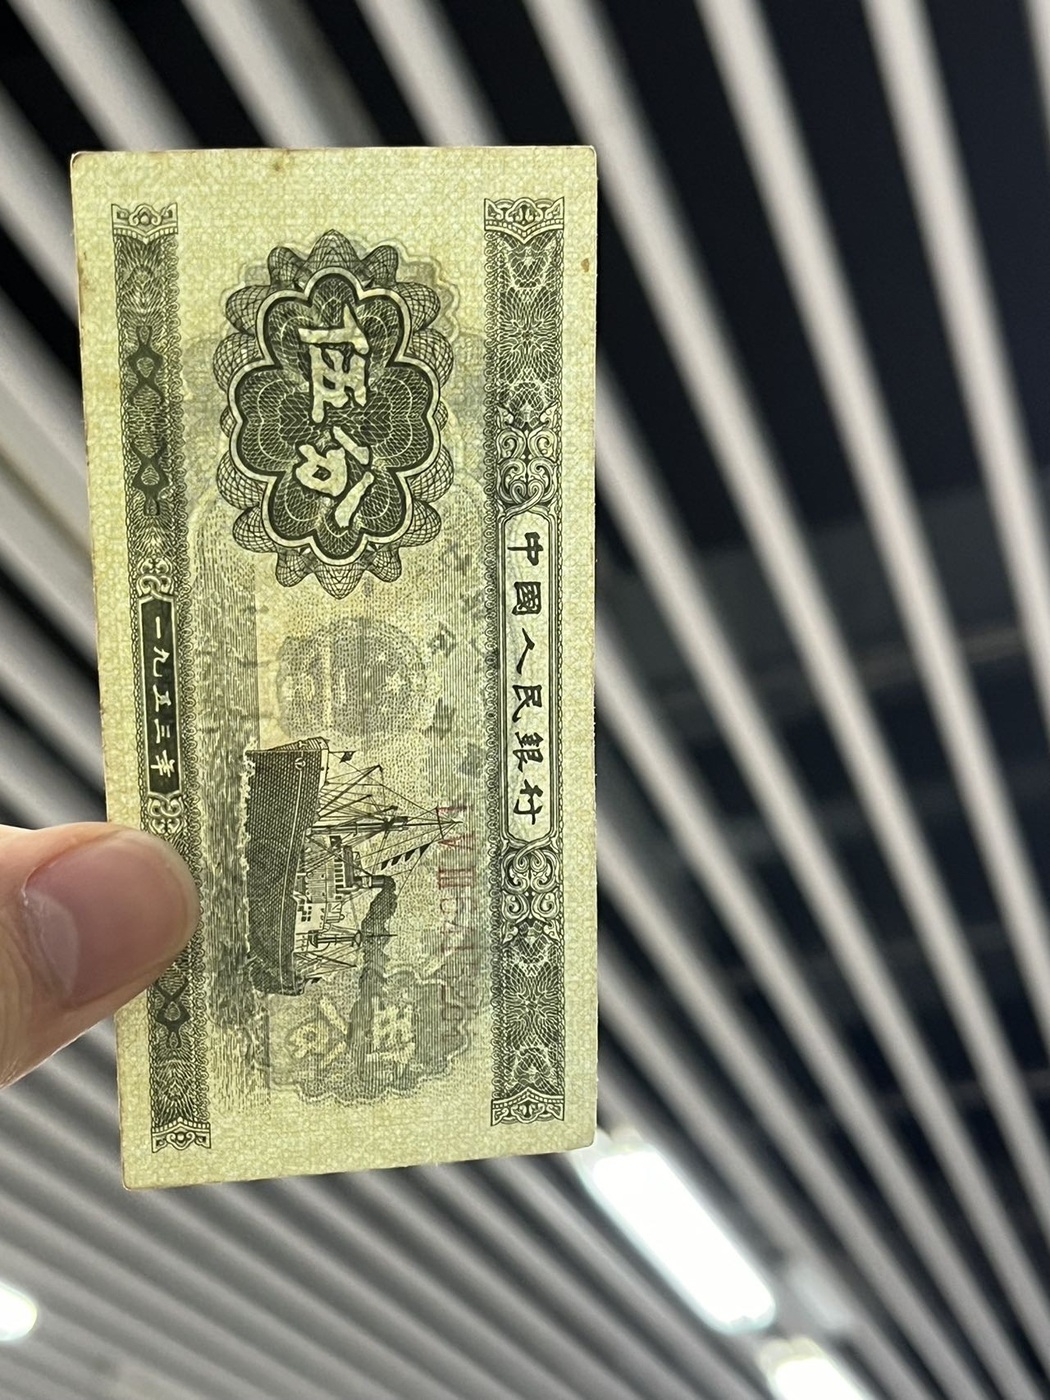 中國人民銀行
伍分
一九五三年